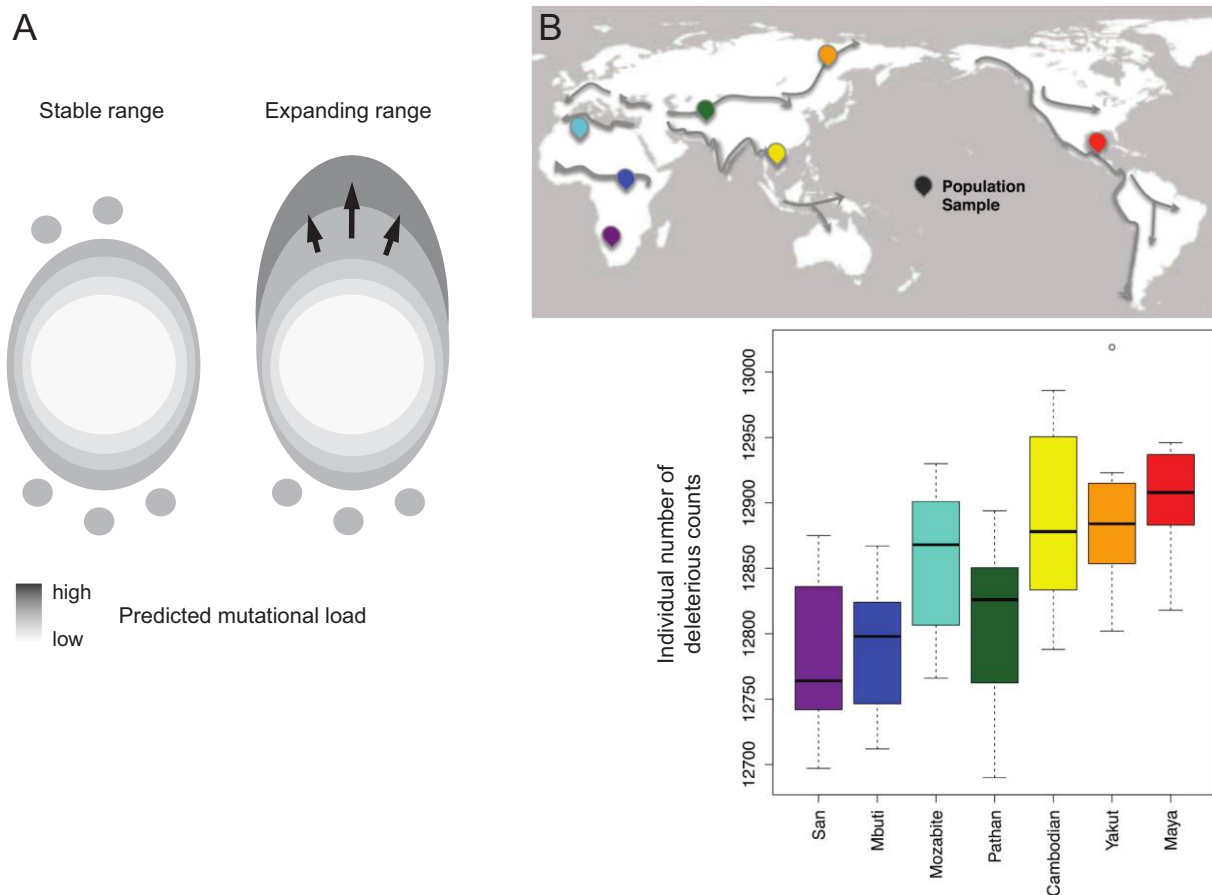 A
Stable range
Expanding range
high
low
Predicted mutational load
B
Population
Sample
Individual number of
deleterious counts
13000
12950
12900
12850
12800
12750
12700
San
Mbuti
Mozabite
Pathan
Cambodian
Yakut
Maya